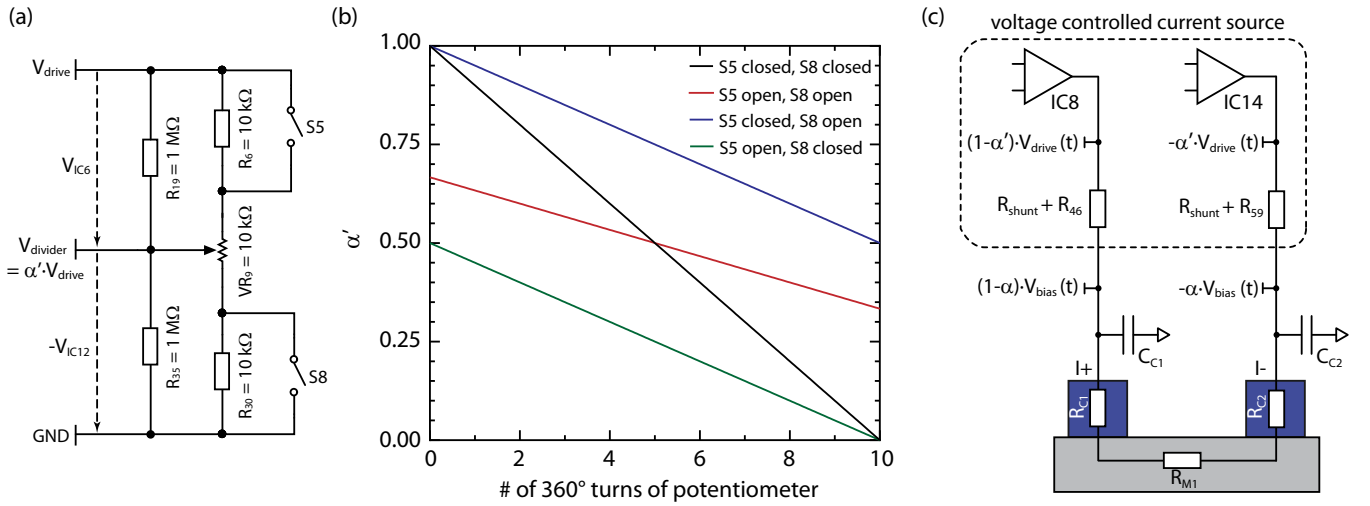 (a)
V_drive
V_IC6
R_19 = 1 MΩ
R_6 = 10 kΩ
S5
V_divider
= α'·V_drive
VR_9 = 10 kΩ
-V_IC12
R_35 = 1 MΩ
R_30 = 10 kΩ
S8
GND
(b)
α'
1.00
0.75
0.50
0.25
0.00
S5 closed, S8 closed
S5 open, S8 open
S5 closed, S8 open
S5 open, S8 closed
0 2 4 6 8 10
# of 360° turns of potentiometer
(c)
voltage controlled current source
IC8
IC14
(1-α')·V_drive (t)
-α'·V_drive (t)
R_shunt + R_46
R_shunt + R_59
(1-α)·V_bias (t)
-α·V_bias (t)
C_C1
C_C2
I+
I-
R_C1
R_C2
R_M1